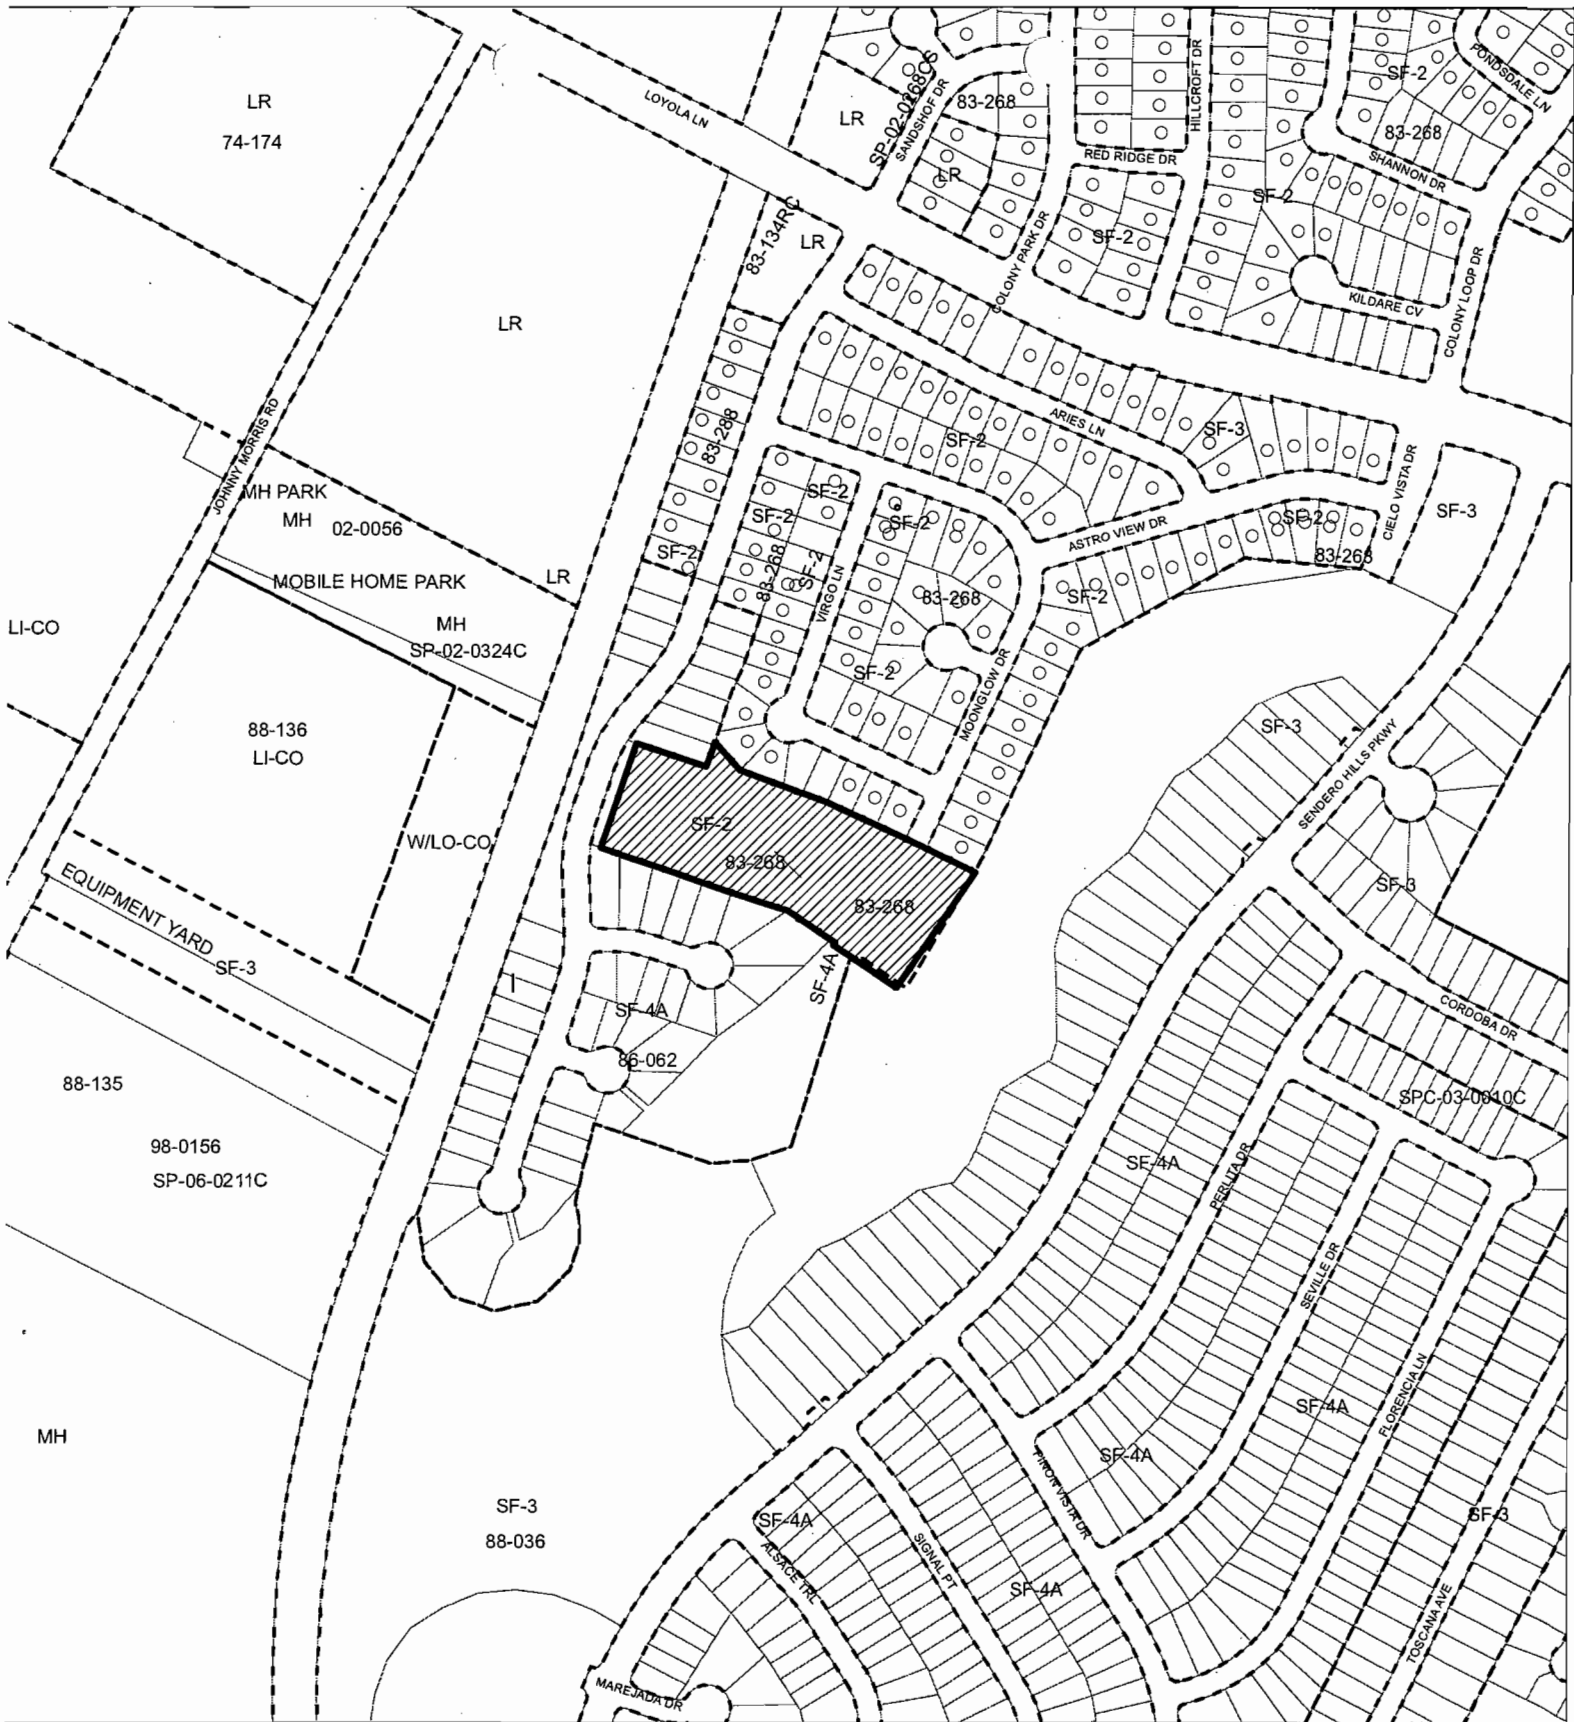 LR
74-174
LOYOLA LN
LR
SP-02-0268CS
SANDSHOF DR
83-268
LR
HILLCROFT DR
RED RIDGE DR
SF-2
PONDSDALE LN
83-268
SHANNON DR
SF-2
83-134RC
LR
COLONY PARK DR
SF-2
KILDARE CV
COLONY LOOP DR
LR
JOHNNY MORRIS RD
83-288
ARIES LN
SF-2
SF-3
CIELO VISTA DR
MH PARK
MH
02-0056
SF-2
SF-2
SF-2
ASTRO VIEW DR
SF-2
SF-3
SF-2
83-268
SF-2
VIRGO LN
83-268
83-268
SF-2
MOBILE HOME PARK
LR
LI-CO
MH
SP-02-0324C
SF-2
MOONGLOW DR
88-136
LI-CO
SF-3
SENDERO HILLS PKWY
W/LO-CO
SF-2
83-268
83-268
SF-3
EQUIPMENT YARD
SF-3
I
SF-4A
SF-4A
CORDOBA DR
86-062
88-135
SPC-03-0010C
98-0156
SP-06-0211C
SF-4A
PERLITA DR
SEVILLE DR
SF-4A
FLORENCIA LN
MH
SF-4A
PINON VISTA DR
SF-3
88-036
SF-4A
ALSACE TRL
SIGNAL PT
SF-4A
SF-3
TOSCANA AVE
MAREJADA DR